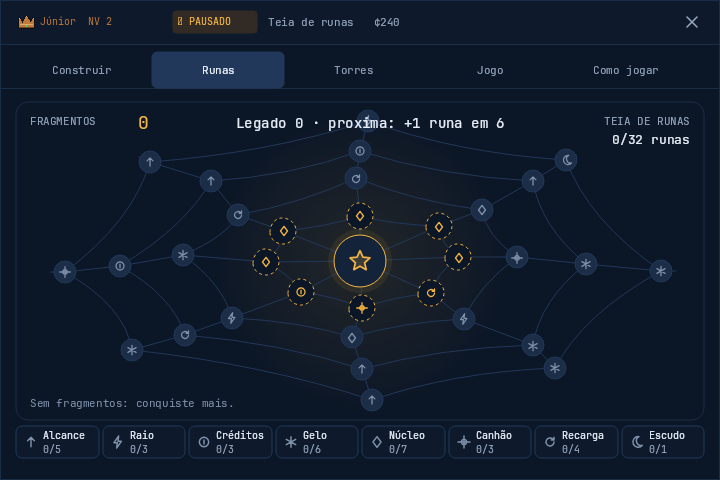 Júnior NV 2
PAUSADO
Teia de runas
¢240
Construir
Runas
Torres
Jogo
Como jogar
FRAGMENTOS 0
Legado 0 · proxima: +1 runa em 6
TEIA DE RUNAS
0/32 runas
Sem fragmentos: conquiste mais.
Alcance
0/5
Raio
0/3
Créditos
0/3
Gelo
0/6
Núcleo
0/7
Canhão
0/3
Recarga
0/4
Escudo
0/1